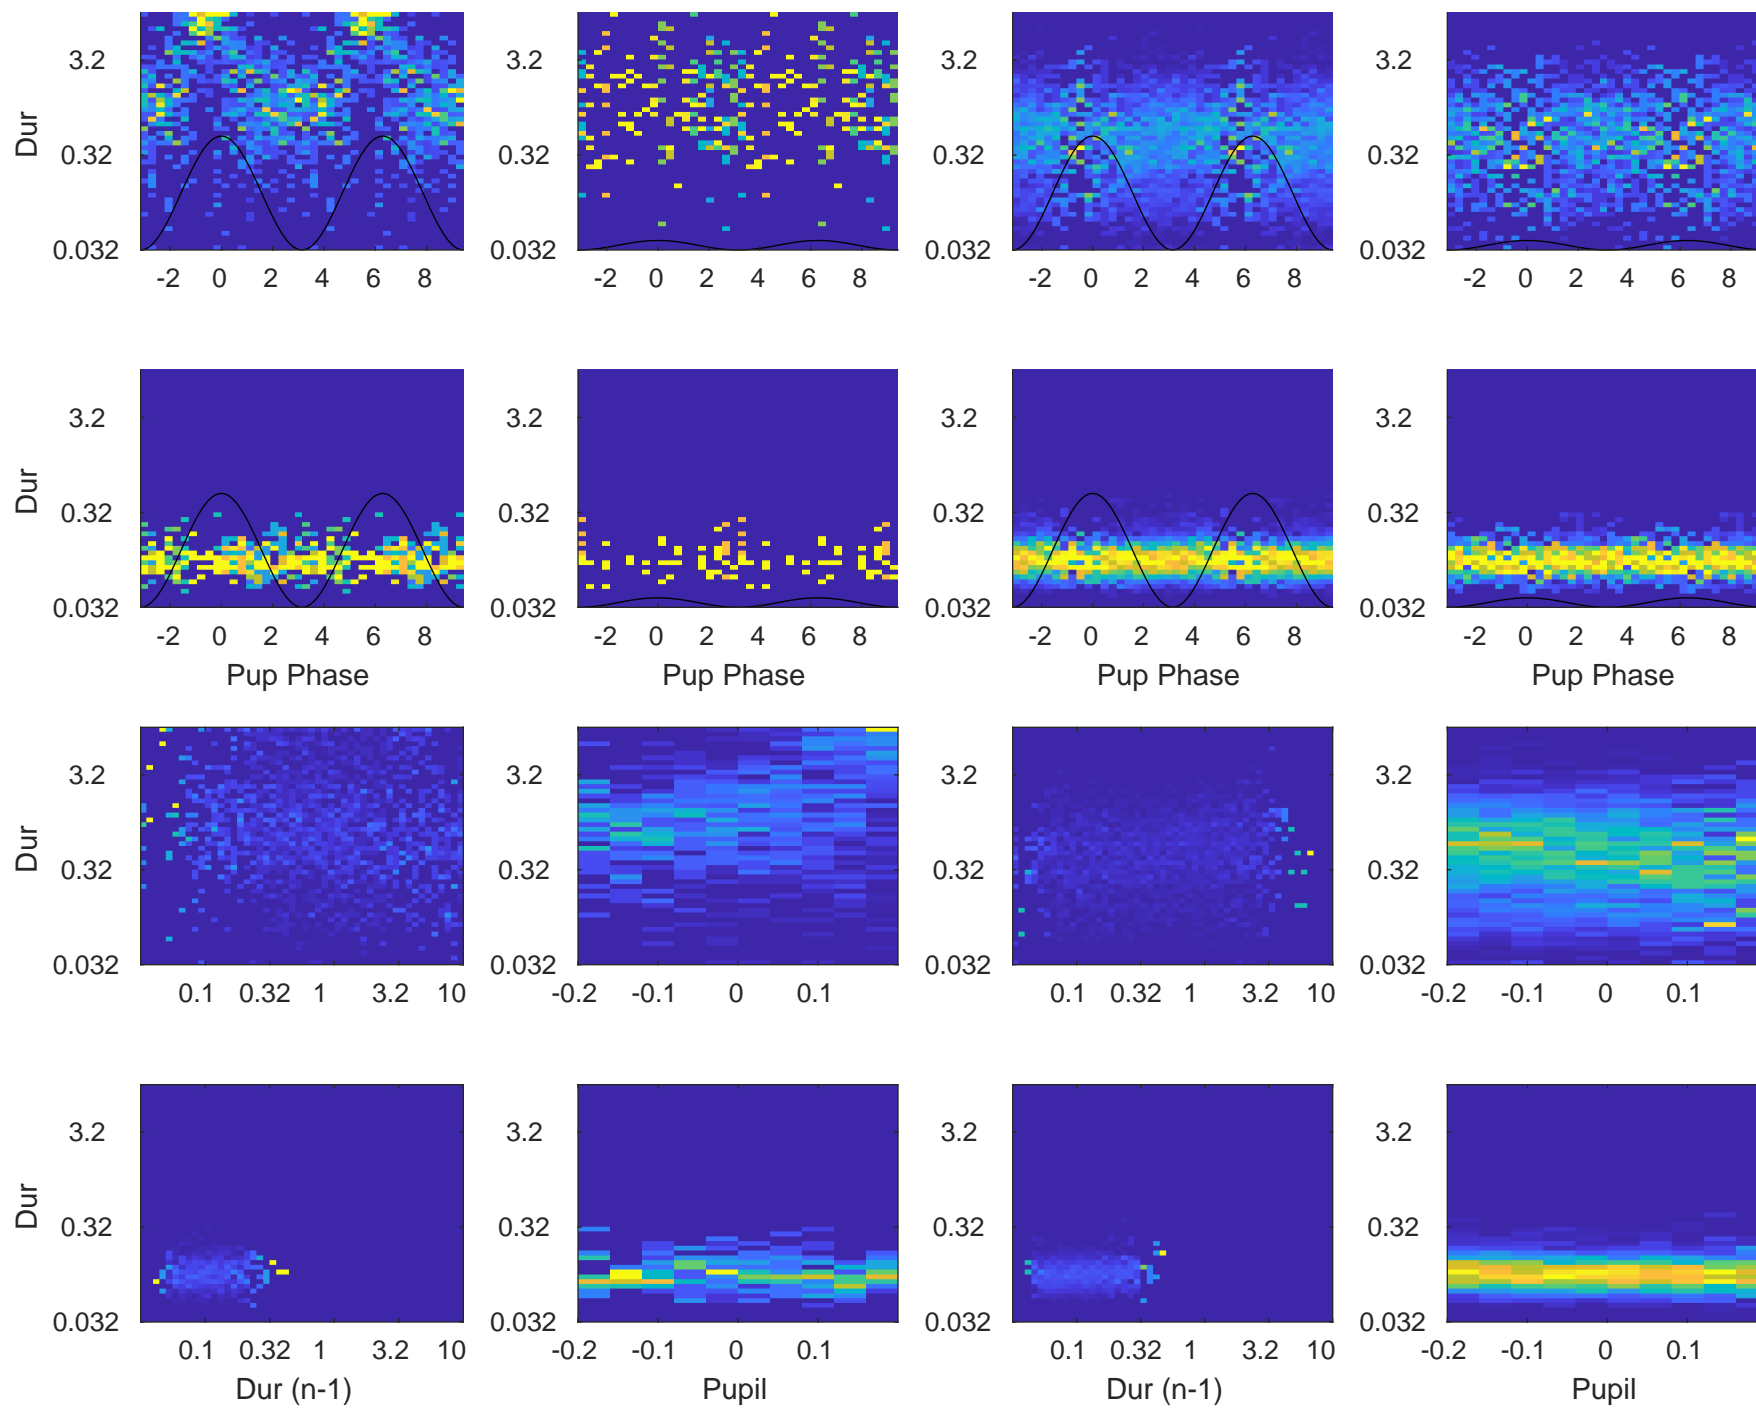 3.2 3.2 3.2 3.2
Dur
0.32 0.32 0.32 0.32
0.032 0.032 0.032 0.032
-2 0 2 4 6 8 -2 0 2 4 6 8 -2 0 2 4 6 8 -2 0 2 4 6 8
3.2 3.2 3.2 3.2
Dur
0.32 0.32 0.32 0.32
0.032 0.032 0.032 0.032
-2 0 2 4 6 8 -2 0 2 4 6 8 -2 0 2 4 6 8 -2 0 2 4 6 8
Pup Phase Pup Phase Pup Phase Pup Phase
3.2 3.2 3.2 3.2
Dur
0.32 0.32 0.32 0.32
0.032 0.032 0.032 0.032
0.1 0.32 1 3.2 10 -0.2 -0.1 0 0.1 0.1 0.32 1 3.2 10 -0.2 -0.1 0 0.1
3.2 3.2 3.2 3.2
Dur
0.32 0.32 0.32 0.32
0.032 0.032 0.032 0.032
0.1 0.32 1 3.2 10 -0.2 -0.1 0 0.1 0.1 0.32 1 3.2 10 -0.2 -0.1 0 0.1
Dur (n-1) Pupil Dur (n-1) Pupil